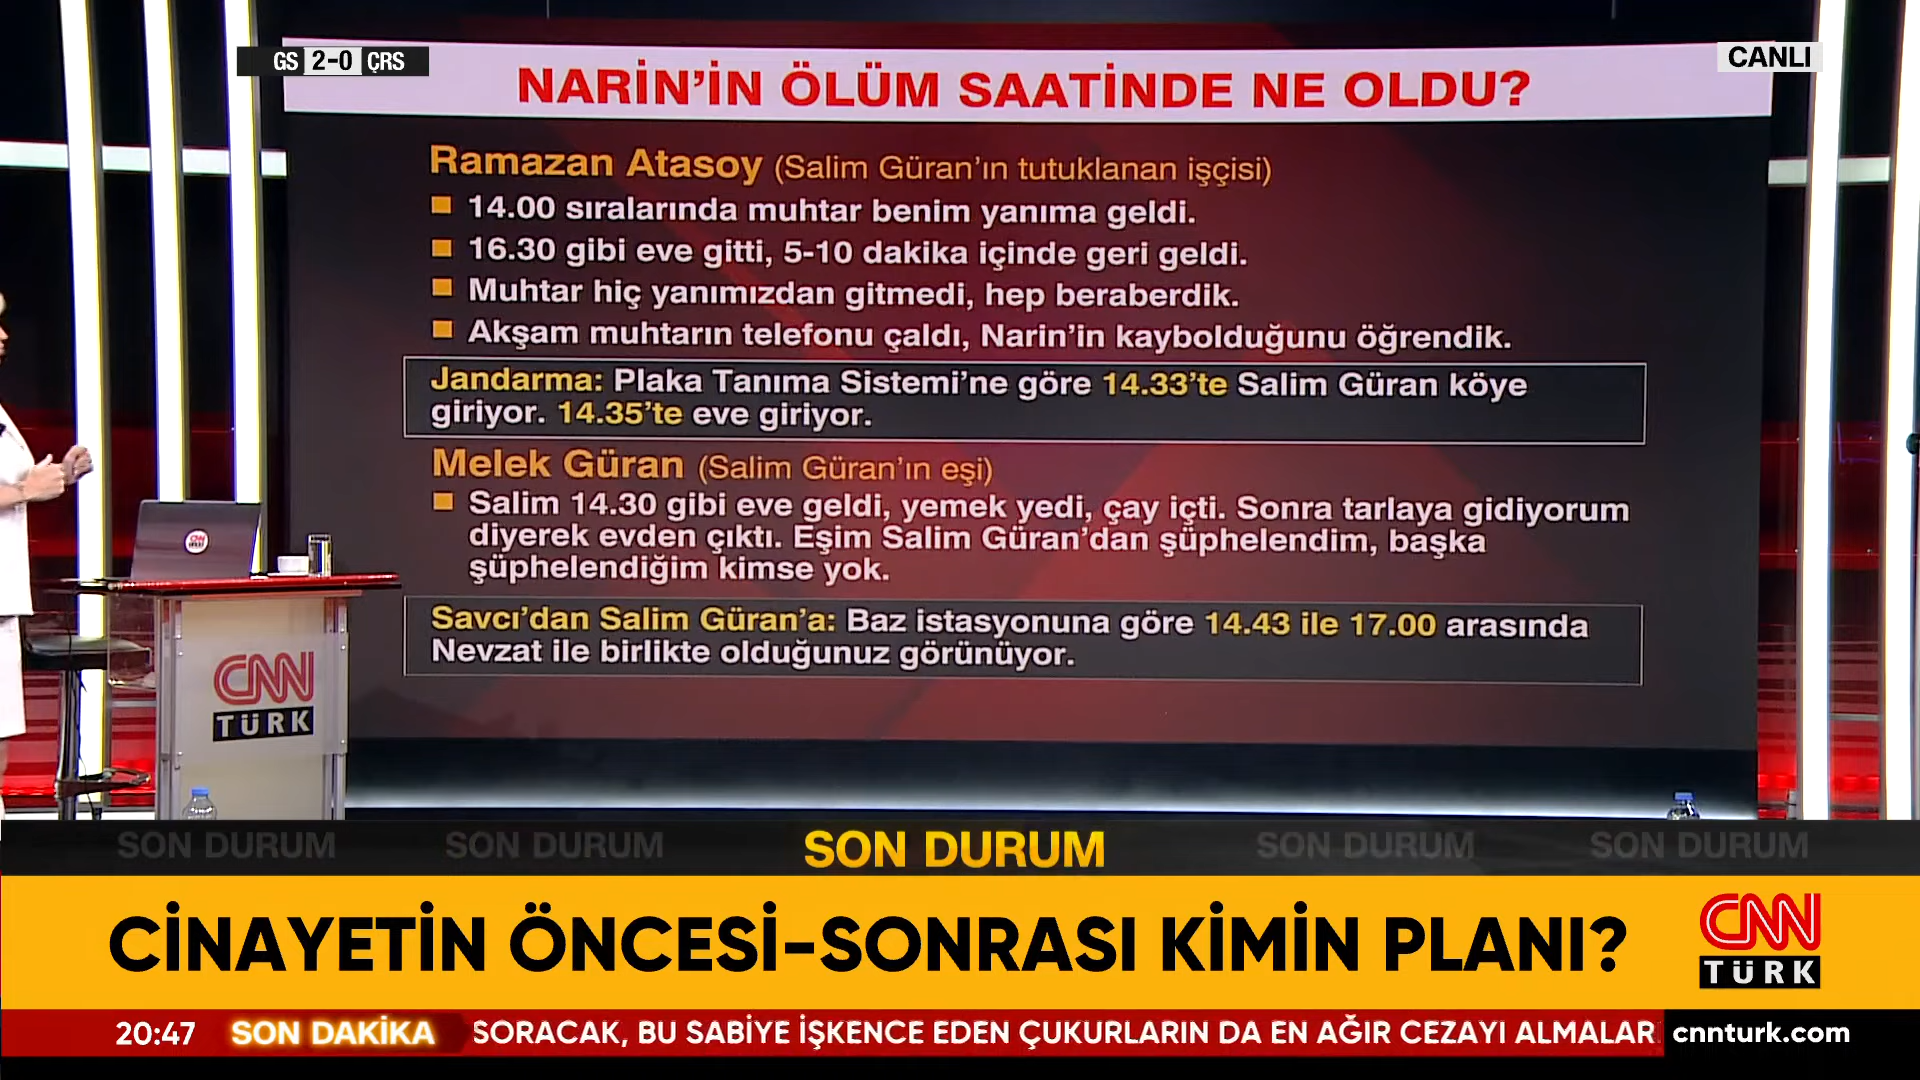 GS 2-0 ÇRS
CANLI
NARİN’İN ÖLÜM SAATİNDE NE OLDU?
Ramazan Atasoy (Salim Güran’ın tutuklanan işçisi)
14.00 sıralarında muhtar benim yanıma geldi.
16.30 gibi eve gitti, 5-10 dakika içinde geri geldi.
Muhtar hiç yanımızdan gitmedi, hep beraberdik.
Akşam muhtarın telefonu çaldı, Narin’in kaybolduğunu öğrendik.
Jandarma: Plaka Tanıma Sistemi’ne göre 14.33’te Salim Güran köye
giriyor. 14.35’te eve giriyor.
Melek Güran (Salim Güran’ın eşi)
Salim 14.30 gibi eve geldi, yemek yedi, çay içti. Sonra tarlaya gidiyorum
diyerek evden çıktı. Eşim Salim Güran’dan şüphelendim, başka
şüphelendiğim kimse yok.
Savcı’dan Salim Güran’a: Baz istasyonuna göre 14.43 ile 17.00 arasında
Nevzat ile birlikte olduğunuz görünüyor.
CNN
TÜRK
SON DURUM SON DURUM SON DURUM SON DURUM SON DURUM
CİNAYETİN ÖNCESİ-SONRASI KİMİN PLANI?
CNN
TÜRK
20:47 SON DAKİKA SORACAK, BU SABİYE İŞKENCE EDEN ÇUKURLARIN DA EN AĞIR CEZAYI ALMALAR cnnturk.com